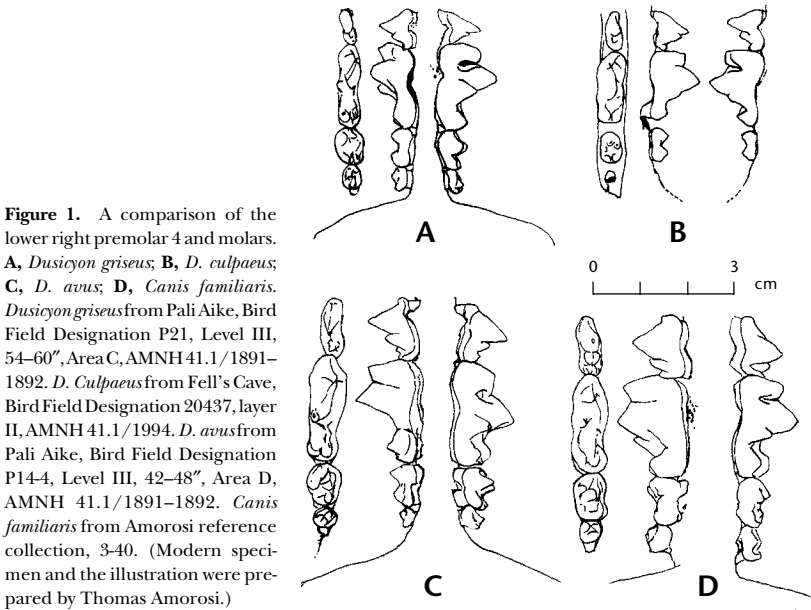 A
B
Figure 1. A comparison of the
lower right premolar 4 and molars.
A, Dusicyon griseus; B, D. culpaeus;
C, D. avus; D, Canis familiaris.
Dusicyon griseus from Pali Aike, Bird
Field Designation P21, Level III,
54–60″, Area C, AMNH 41.1/1891–
1892. D. Culpaeus from Fell's Cave,
Bird Field Designation 20437, layer
II, AMNH 41.1/1994. D. avus from
Pali Aike, Bird Field Designation
P14-4, Level III, 42–48″, Area D,
AMNH 41.1/1891–1892. Canis
familiaris from Amorosi reference
collection, 3-40. (Modern speci-
men and the illustration were pre-
pared by Thomas Amorosi.)
0 3
cm
C
D